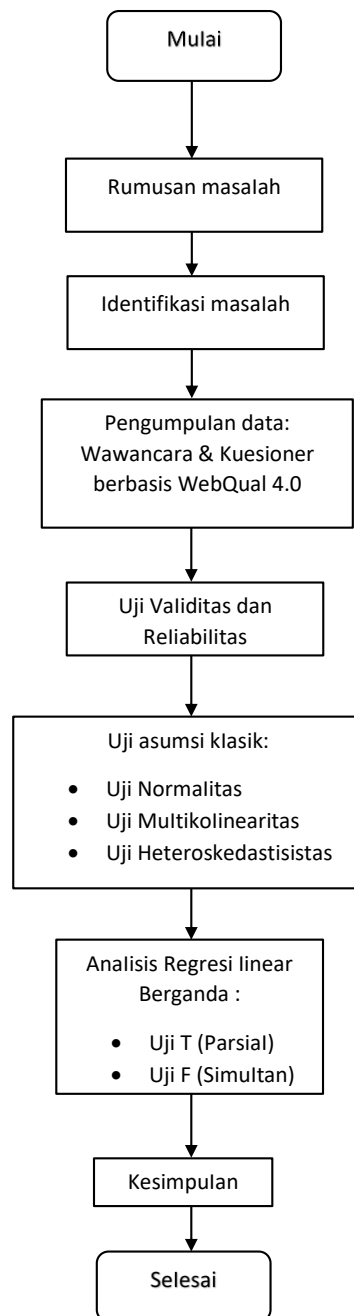 Mulai
Rumusan masalah
Identifikasi masalah
Pengumpulan data:
Wawancara & Kuesioner
berbasis WebQual 4.0
Uji Validitas dan
Reliabilitas
Uji asumsi klasik:
• Uji Normalitas
• Uji Multikolinearitas
• Uji Heteroskedastisistas
Analisis Regresi linear
Berganda :
• Uji T (Parsial)
• Uji F (Simultan)
Kesimpulan
Selesai